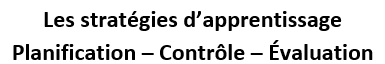 Les stratégies d’apprentissage
Planification – Contrôle – Évaluation